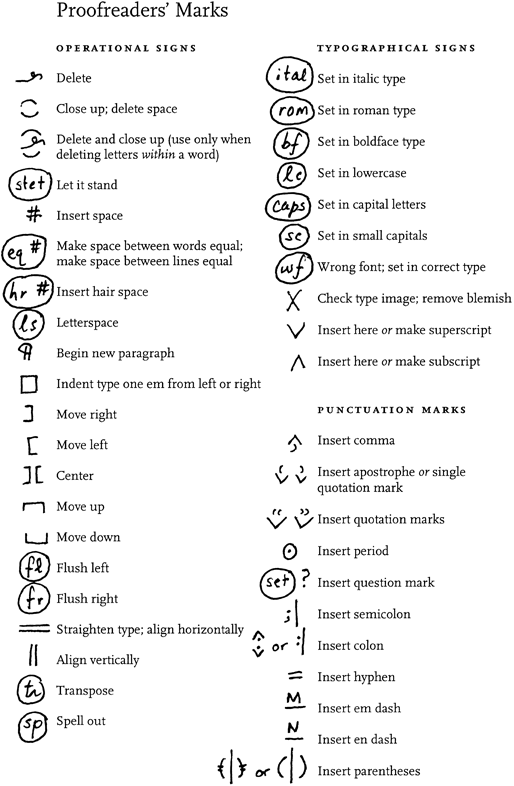 Proofreaders' Marks
OPERATIONAL SIGNS
Delete
Close up; delete space
Delete and close up (use only when
deleting letters within a word)
stet Let it stand
# Insert space
eq # Make space between words equal;
make space between lines equal
hr # Insert hair space
ls Letterspace
¶ Begin new paragraph
□ Indent type one em from left or right
] Move right
[ Move left
][ Center
Move up
Move down
fl Flush left
fr Flush right
Straighten type; align horizontally
|| Align vertically
tr Transpose
sp Spell out
TYPOGRAPHICAL SIGNS
ital Set in italic type
rom Set in roman type
bf Set in boldface type
lc Set in lowercase
caps Set in capital letters
sc Set in small capitals
wf Wrong font; set in correct type
X Check type image; remove blemish
∨ Insert here or make superscript
∧ Insert here or make subscript
PUNCTUATION MARKS
Insert comma
Insert apostrophe or single
quotation mark
Insert quotation marks
Insert period
set ? Insert question mark
;| Insert semicolon
or :| Insert colon
= Insert hyphen
M Insert em dash
N Insert en dash
{|} or (|) Insert parentheses